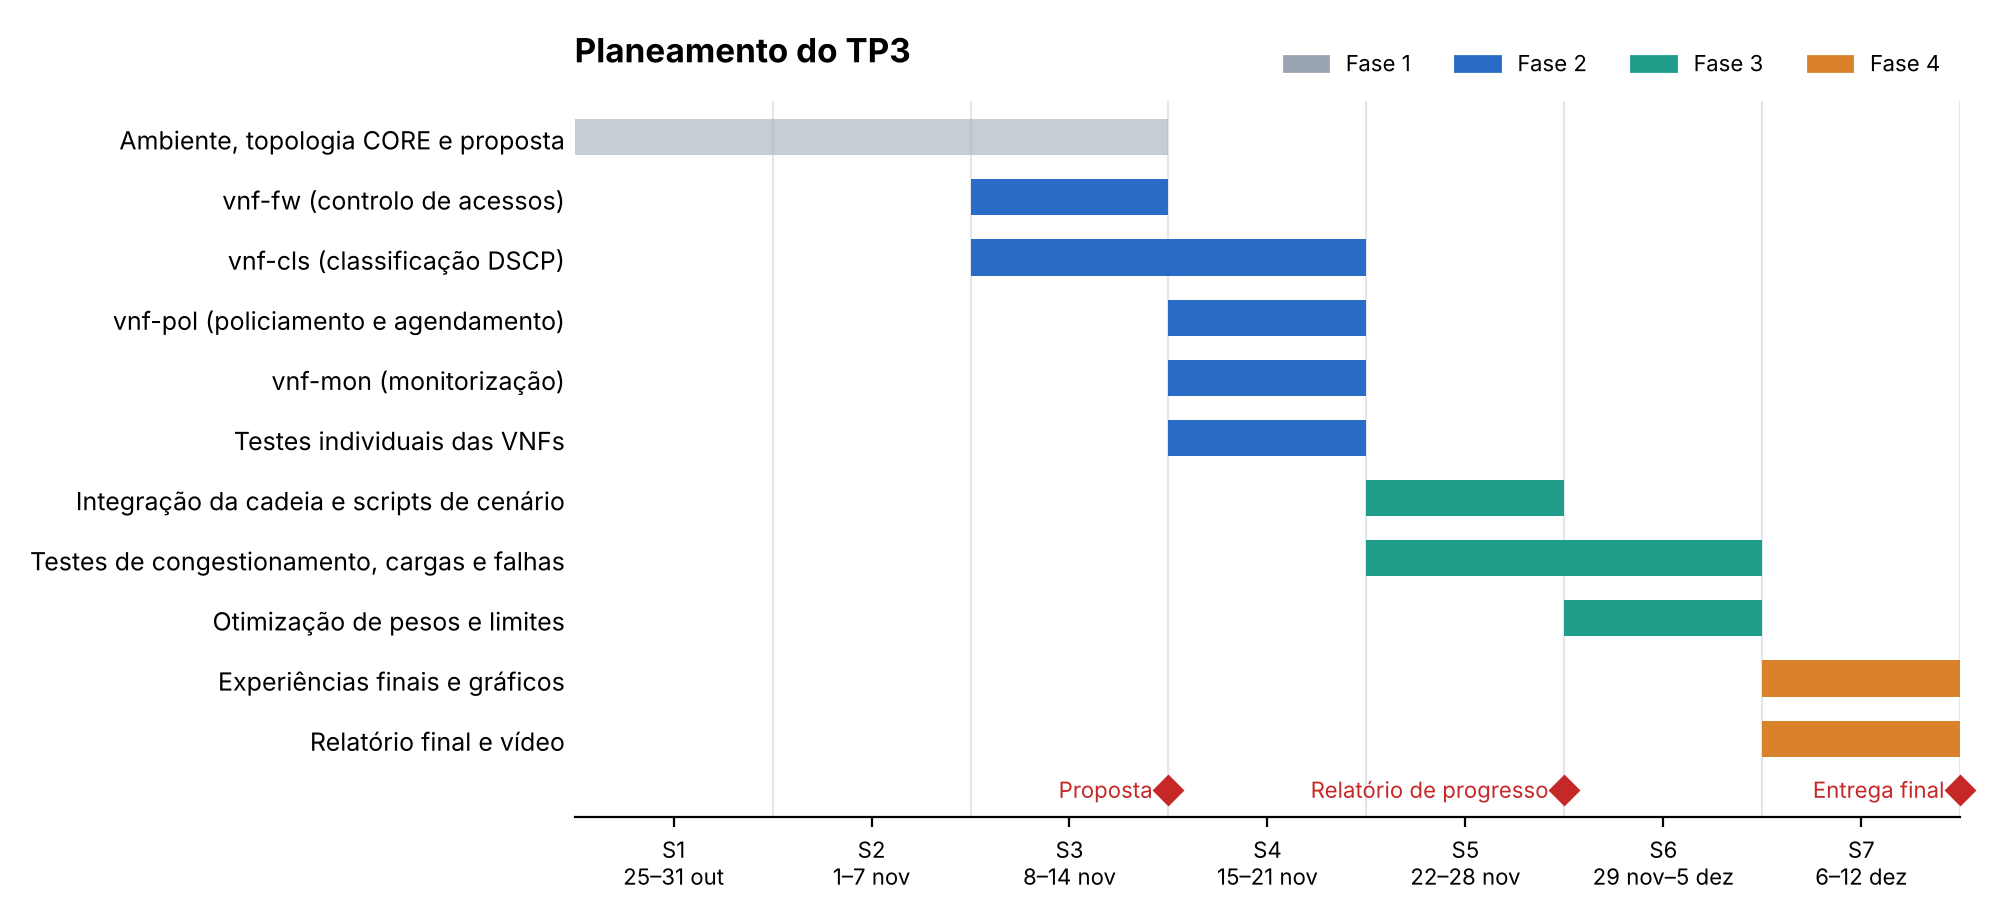 Planeamento do TP3
Fase 1
Fase 2
Fase 3
Fase 4
Ambiente, topologia CORE e proposta
vnf-fw (controlo de acessos)
vnf-cls (classificação DSCP)
vnf-pol (policiamento e agendamento)
vnf-mon (monitorização)
Testes individuais das VNFs
Integração da cadeia e scripts de cenário
Testes de congestionamento, cargas e falhas
Otimização de pesos e limites
Experiências finais e gráficos
Relatório final e vídeo
Proposta
Relatório de progresso
Entrega final
S1
25–31 out
S2
1–7 nov
S3
8–14 nov
S4
15–21 nov
S5
22–28 nov
S6
29 nov–5 dez
S7
6–12 dez